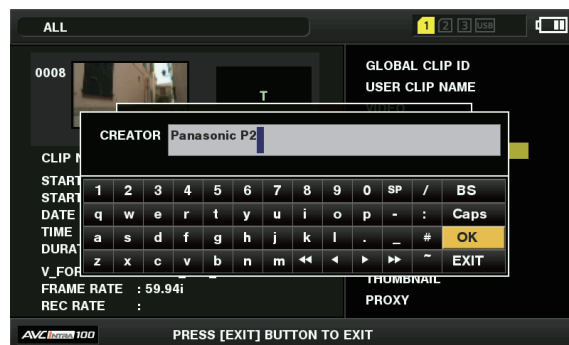 ALL
1 2 3 USB
0008
T
GLOBAL CLIP ID
USER CLIP NAME
VIDEO
CREATOR Panasonic P2
CLIP
1 2 3 4 5 6 7 8 9 0 SP / BS
q w e r t y u i o p - : Caps
a s d f g h j k l . _ # OK
z x c v b n m ◀◀ ◀ ▶ ▶▶ ~ EXIT
START
START
DATE
TIME
DURAT
V_FOR
FRAME RATE : 59.94i
REC RATE :
THUMBNAIL
PROXY
AVC Intra 100
PRESS [EXIT] BUTTON TO EXIT